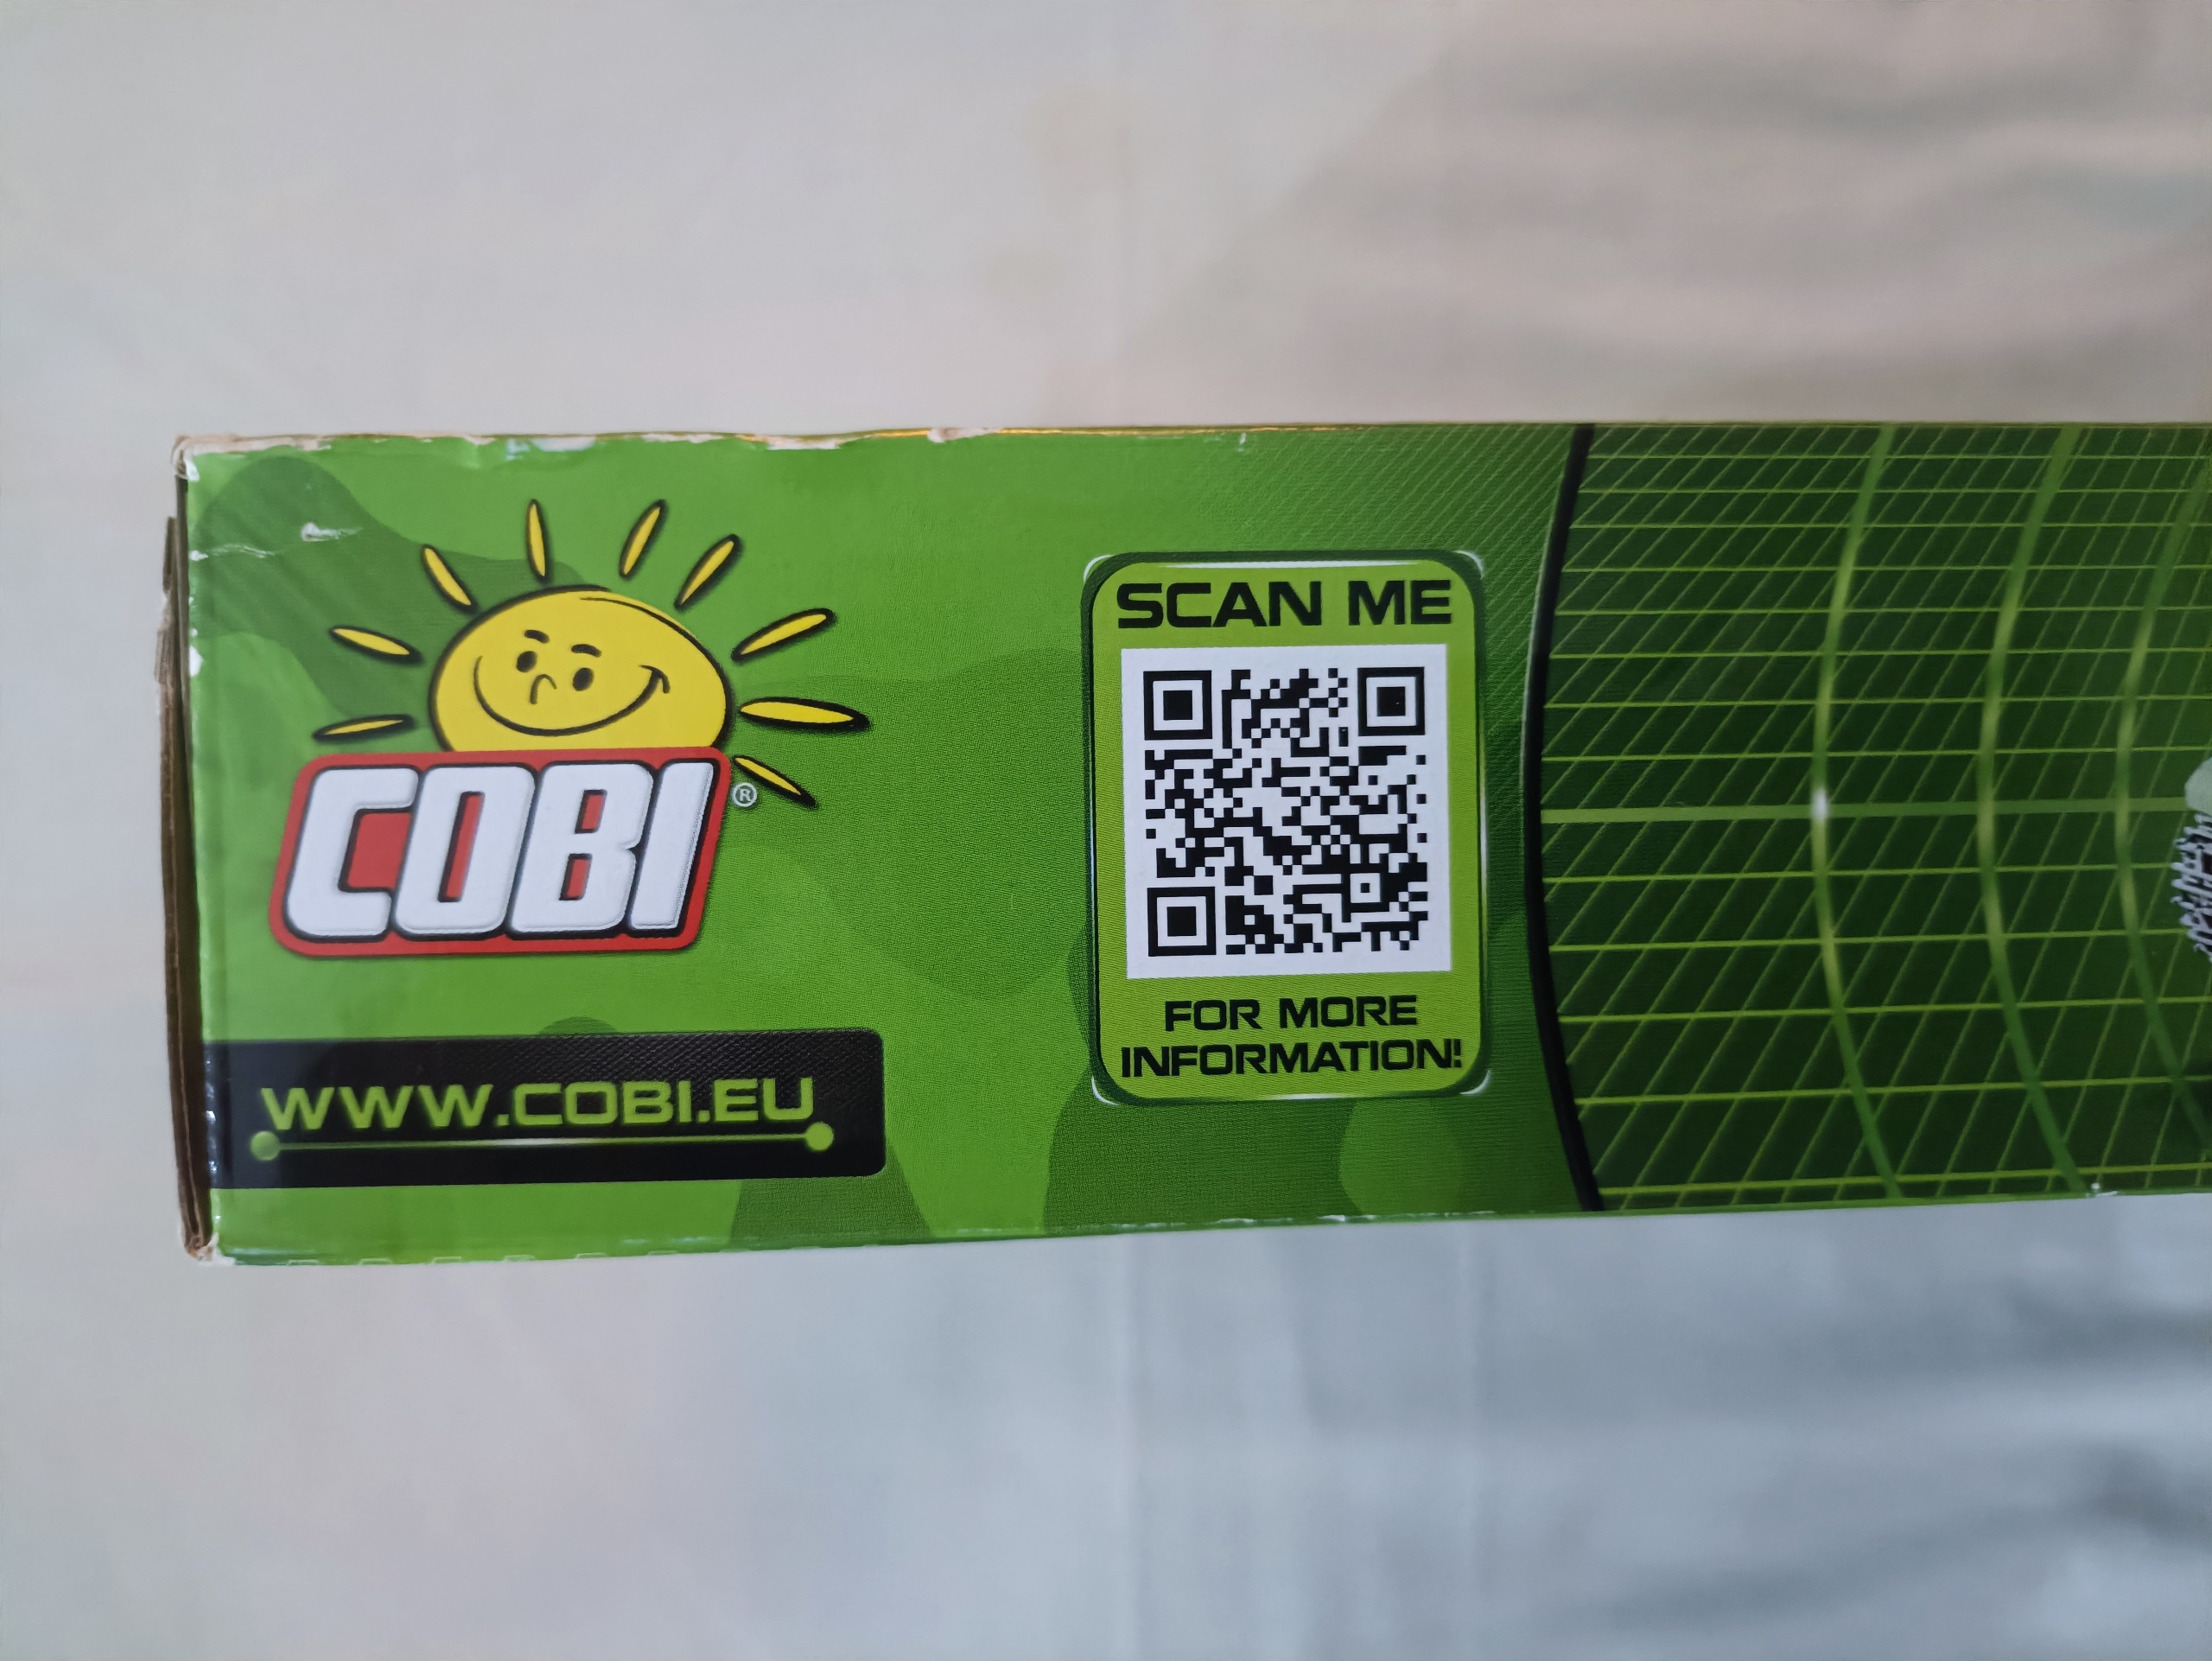 COBI
®
WWW.COBI.EU
SCAN ME
FOR MORE
INFORMATION!